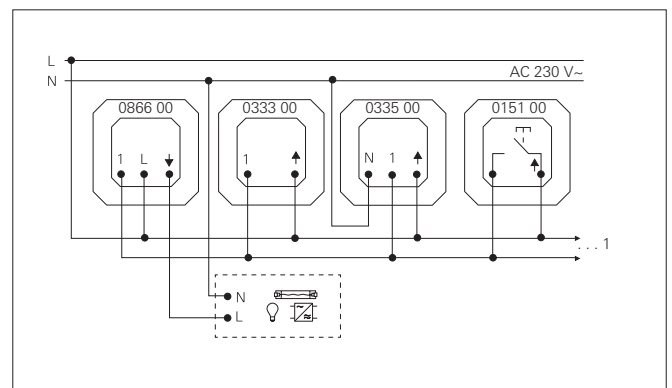 L
N
AC 230 V~
0866 00
0333 00
0335 00
0151 00
1 L
1
N 1
. . . 1
N
L